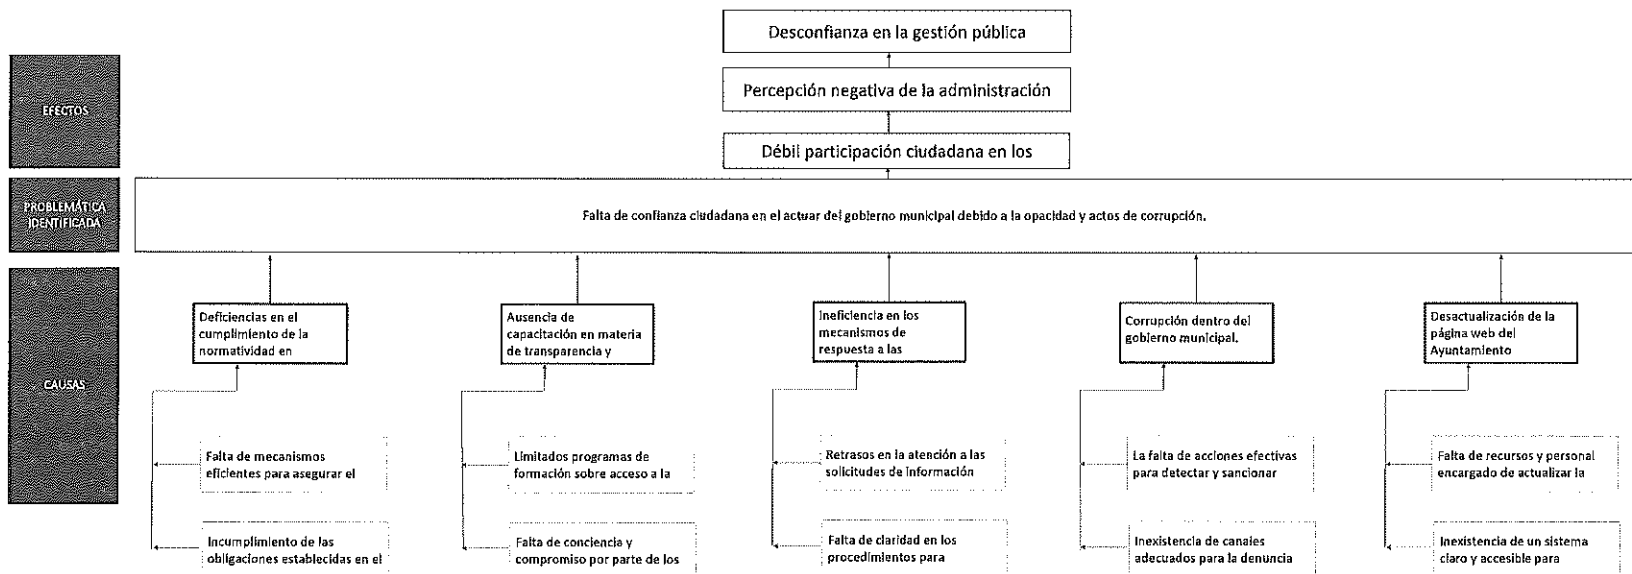 Desconfianza en la gestión pública
EFECTOS
Percepción negativa de la administración
Débil participación ciudadana en los
PROBLEMÁTICA
IDENTIFICADA
Falta de confianza ciudadana en el actuar del gobierno municipal debido a la opacidad y actos de corrupción.
CAUSAS
Deficiencias en el
cumplimiento de la
normatividad en
Ausencia de
capacitación en materia
de transparencia y
Ineficiencia en los
mecanismos de
respuesta a las
Corrupción dentro del
gobierno municipal.
Desactualización de la
página web del
Ayuntamiento
Falta de mecanismos
eficientes para asegurar el
Limitados programas de
formación sobre acceso a la
Retrasos en la atención a las
solicitudes de información
La falta de acciones efectivas
para detectar y sancionar
Falta de recursos y personal
encargado de actualizar la
Incumplimiento de las
obligaciones establecidas en el
Falta de conciencia y
compromiso por parte de los
Falta de claridad en los
procedimientos para
Inexistencia de canales
adecuados para la denuncia
Inexistencia de un sistema
claro y accesible para